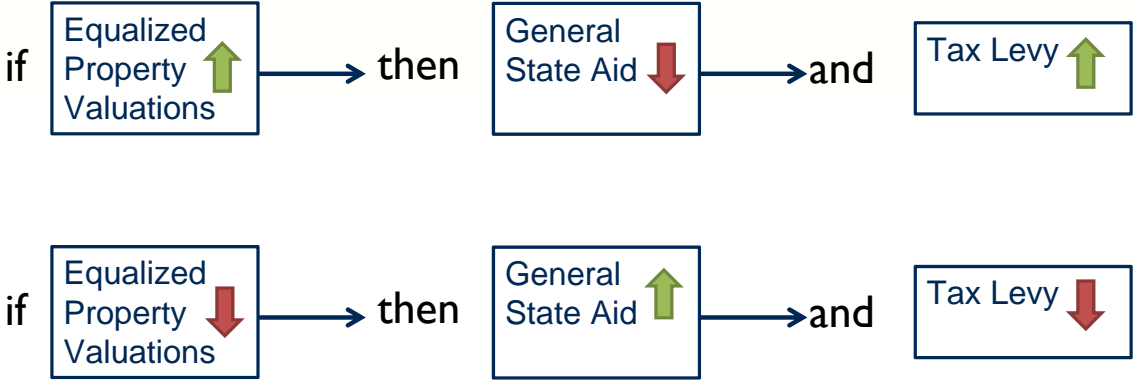 if
Equalized
Property
Valuations
then
General
State Aid
and
Tax Levy
if
Equalized
Property
Valuations
then
General
State Aid
and
Tax Levy